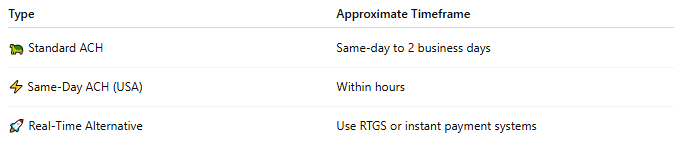 Type Approximate Timeframe
🐢 Standard ACH Same-day to 2 business days
⚡ Same-Day ACH (USA) Within hours
🚀 Real-Time Alternative Use RTGS or instant payment systems